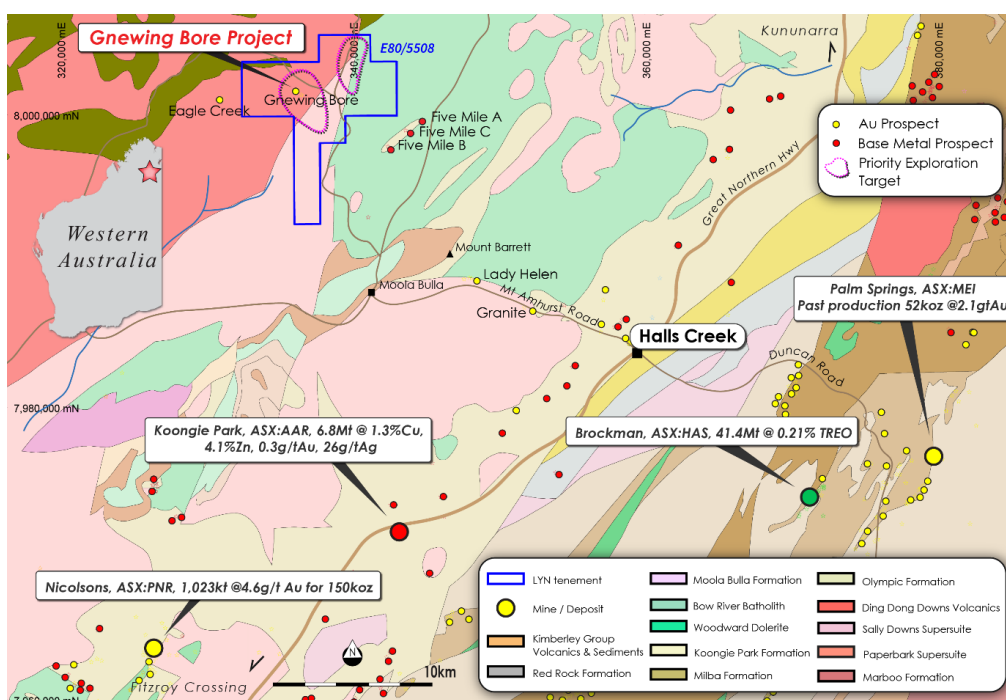 Gnewing Bore Project
E80/5508
320,000 mE
340,000 mE
360,000 mE
380,000 mE
Kununurra
8,000,000 mN
Eagle Creek
Gnewing Bore
Five Mile A
Five Mile C
Five Mile B
Great Northern Hwy
Au Prospect
Base Metal Prospect
Priority Exploration
Target
Western
Australia
Mount Barrett
Moola Bulla
Lady Helen
Mt Amhurst Road
Granite
Halls Creek
Duncan
Road
Palm Springs, ASX:MEI
Past production 52koz @2.1gtAu
7,980,000 mN
Koongie Park, ASX:AAR, 6.8Mt @ 1.3%Cu,
4.1%Zn, 0.3g/tAu, 26g/tAg
Brockman, ASX:HAS, 41.4Mt @ 0.21% TREO
Nicolsons, ASX:PNR, 1,023kt @4.6g/t Au for 150koz
Fitzroy Crossing
7,960,000 mN
N
10km
LYN tenement
Mine / Deposit
Kimberley Group
Volcanics & Sediments
Red Rock Formation
Moola Bulla Formation
Bow River Batholith
Woodward Dolerite
Koongie Park Formation
Milba Formation
Olympic Formation
Ding Dong Downs Volcanics
Sally Downs Supersuite
Paperbark Supersuite
Marboo Formation